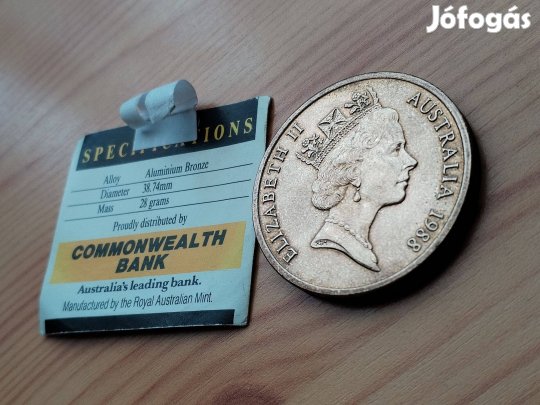 Jófogás
SPECIFICATIONS
Alloy Aluminium Bronze
Diameter 38.74mm
Mass 28 grams
Proudly distributed by
COMMONWEALTH
BANK
Australia's leading bank.
Manufactured by the Royal Australian Mint.
ELIZABETH II AUSTRALIA 1988